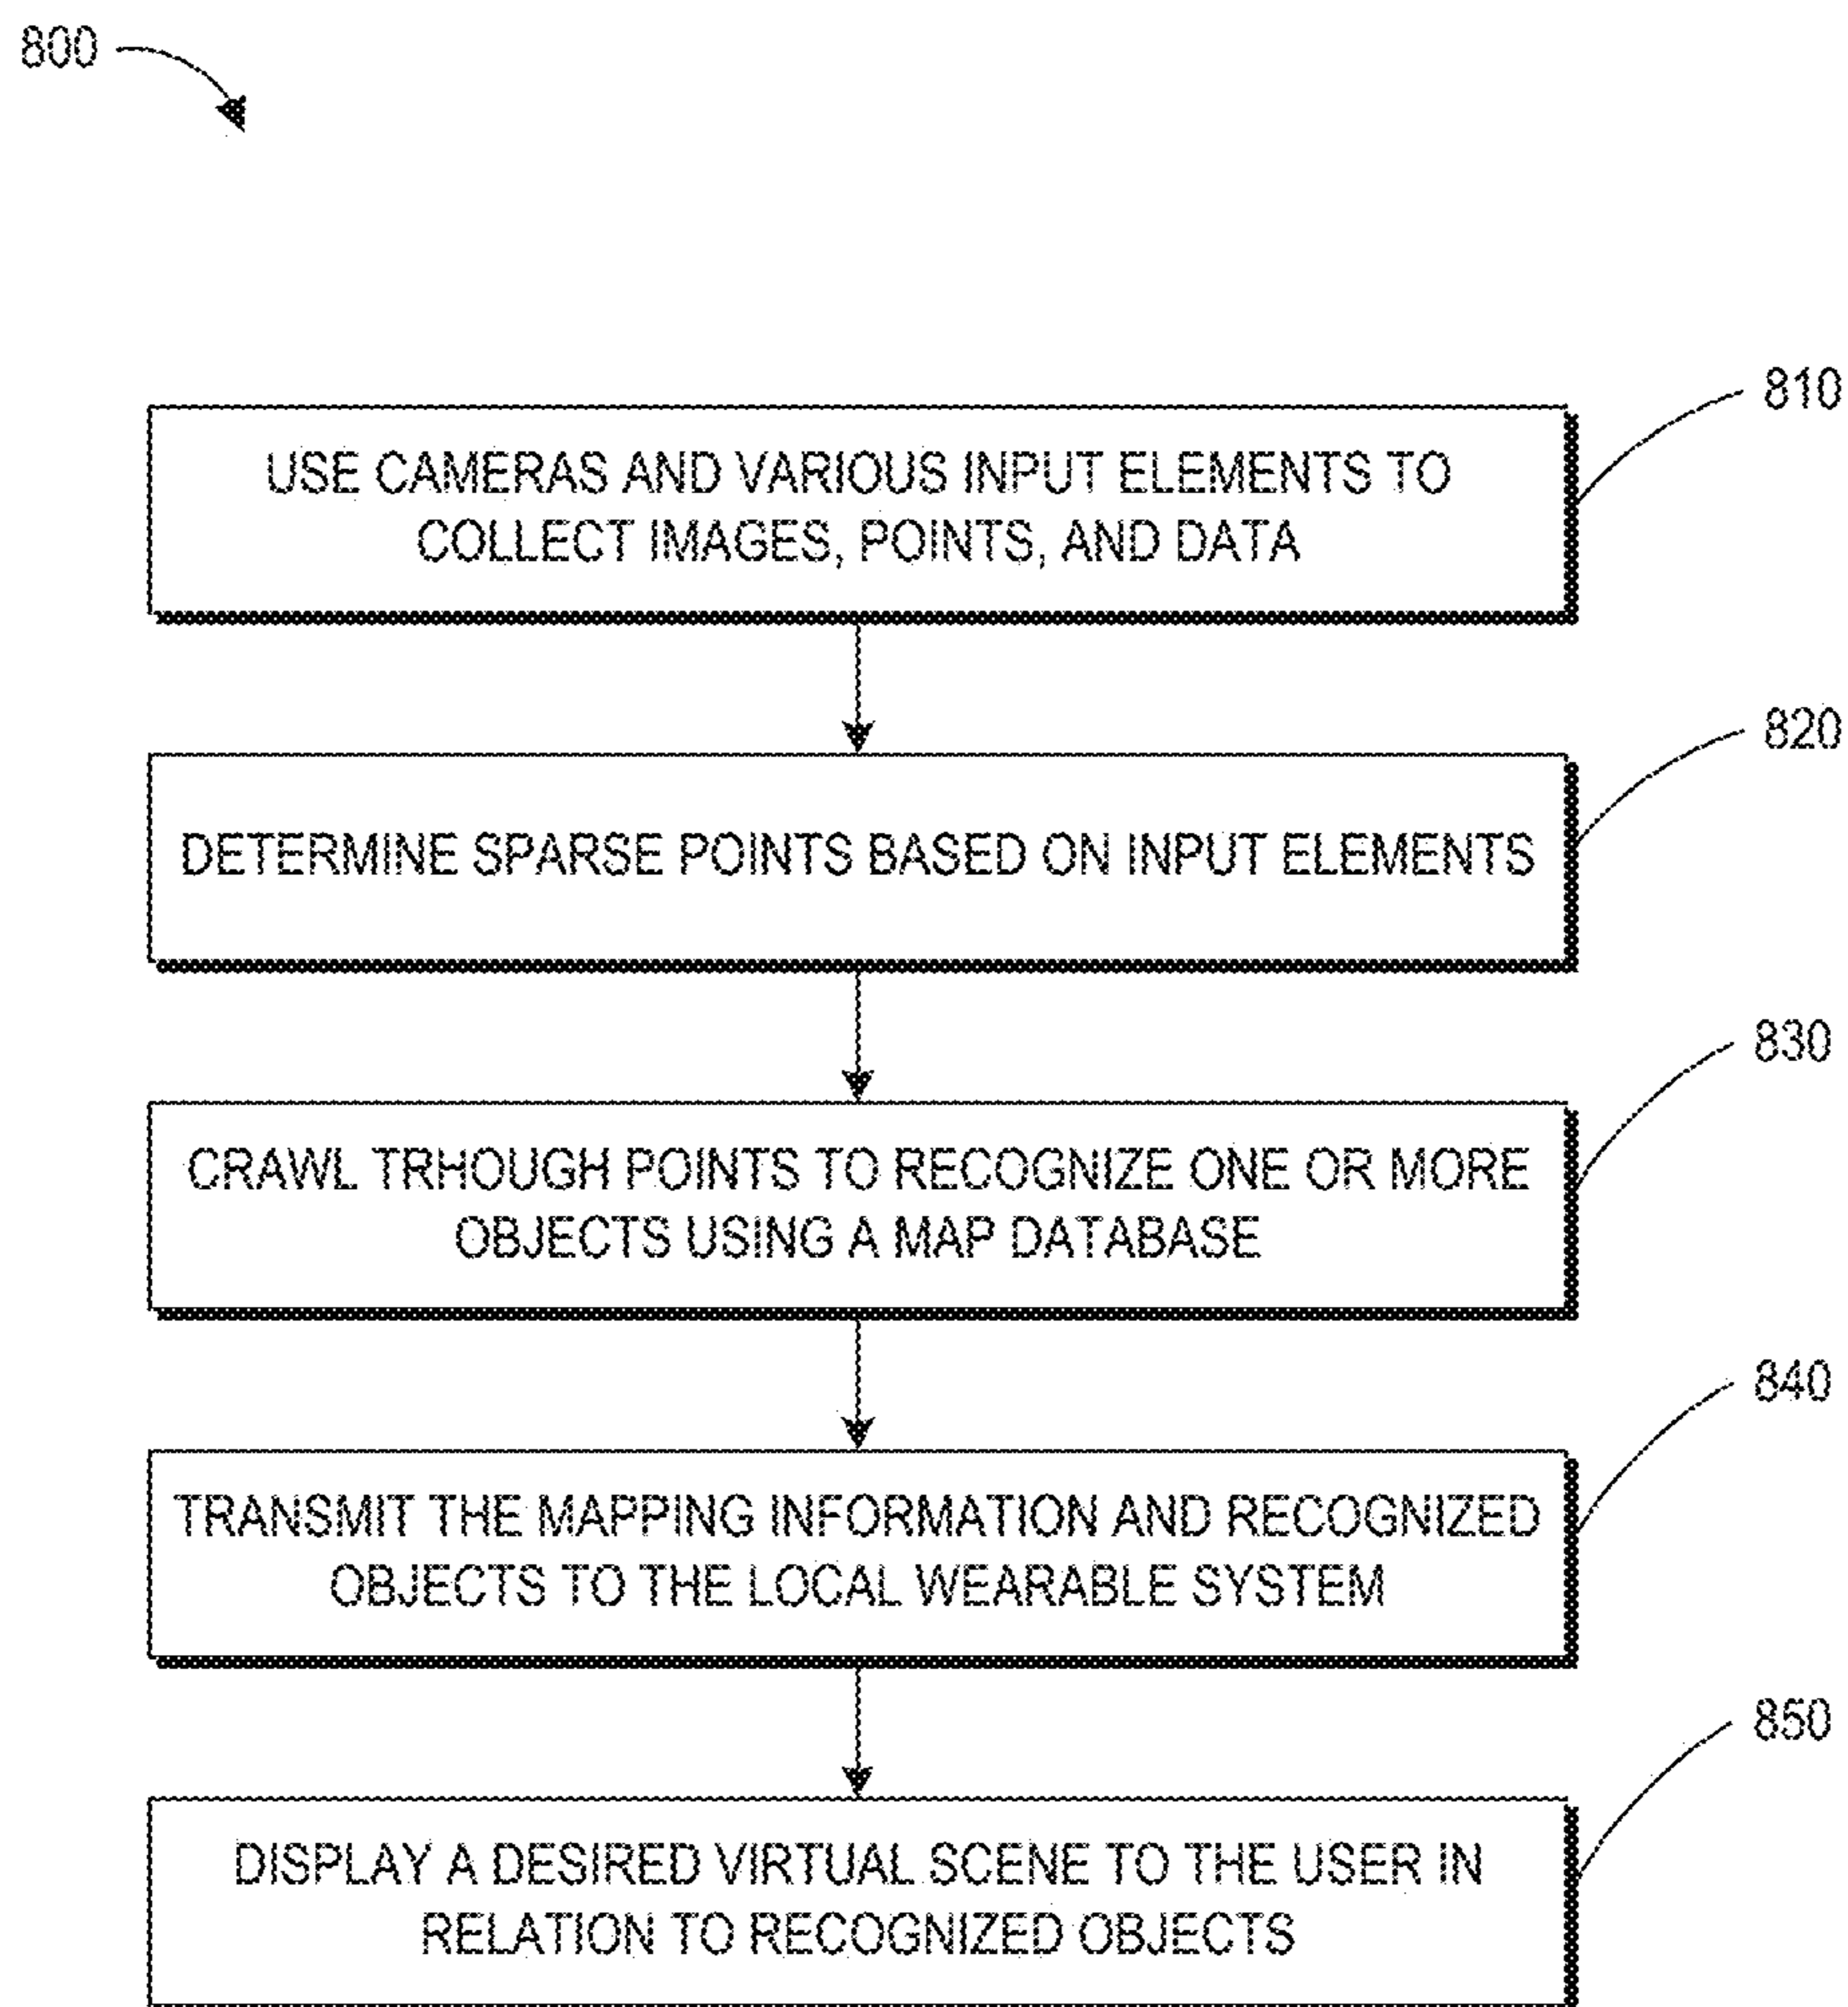 800
810
USE CAMERAS AND VARIOUS INPUT ELEMENTS TO
COLLECT IMAGES, POINTS, AND DATA
820
DETERMINE SPARSE POINTS BASED ON INPUT ELEMENTS
830
CRAWL TRHOUGH POINTS TO RECOGNIZE ONE OR MORE
OBJECTS USING A MAP DATABASE
840
TRANSMIT THE MAPPING INFORMATION AND RECOGNIZED
OBJECTS TO THE LOCAL WEARABLE SYSTEM
850
DISPLAY A DESIRED VIRTUAL SCENE TO THE USER IN
RELATION TO RECOGNIZED OBJECTS